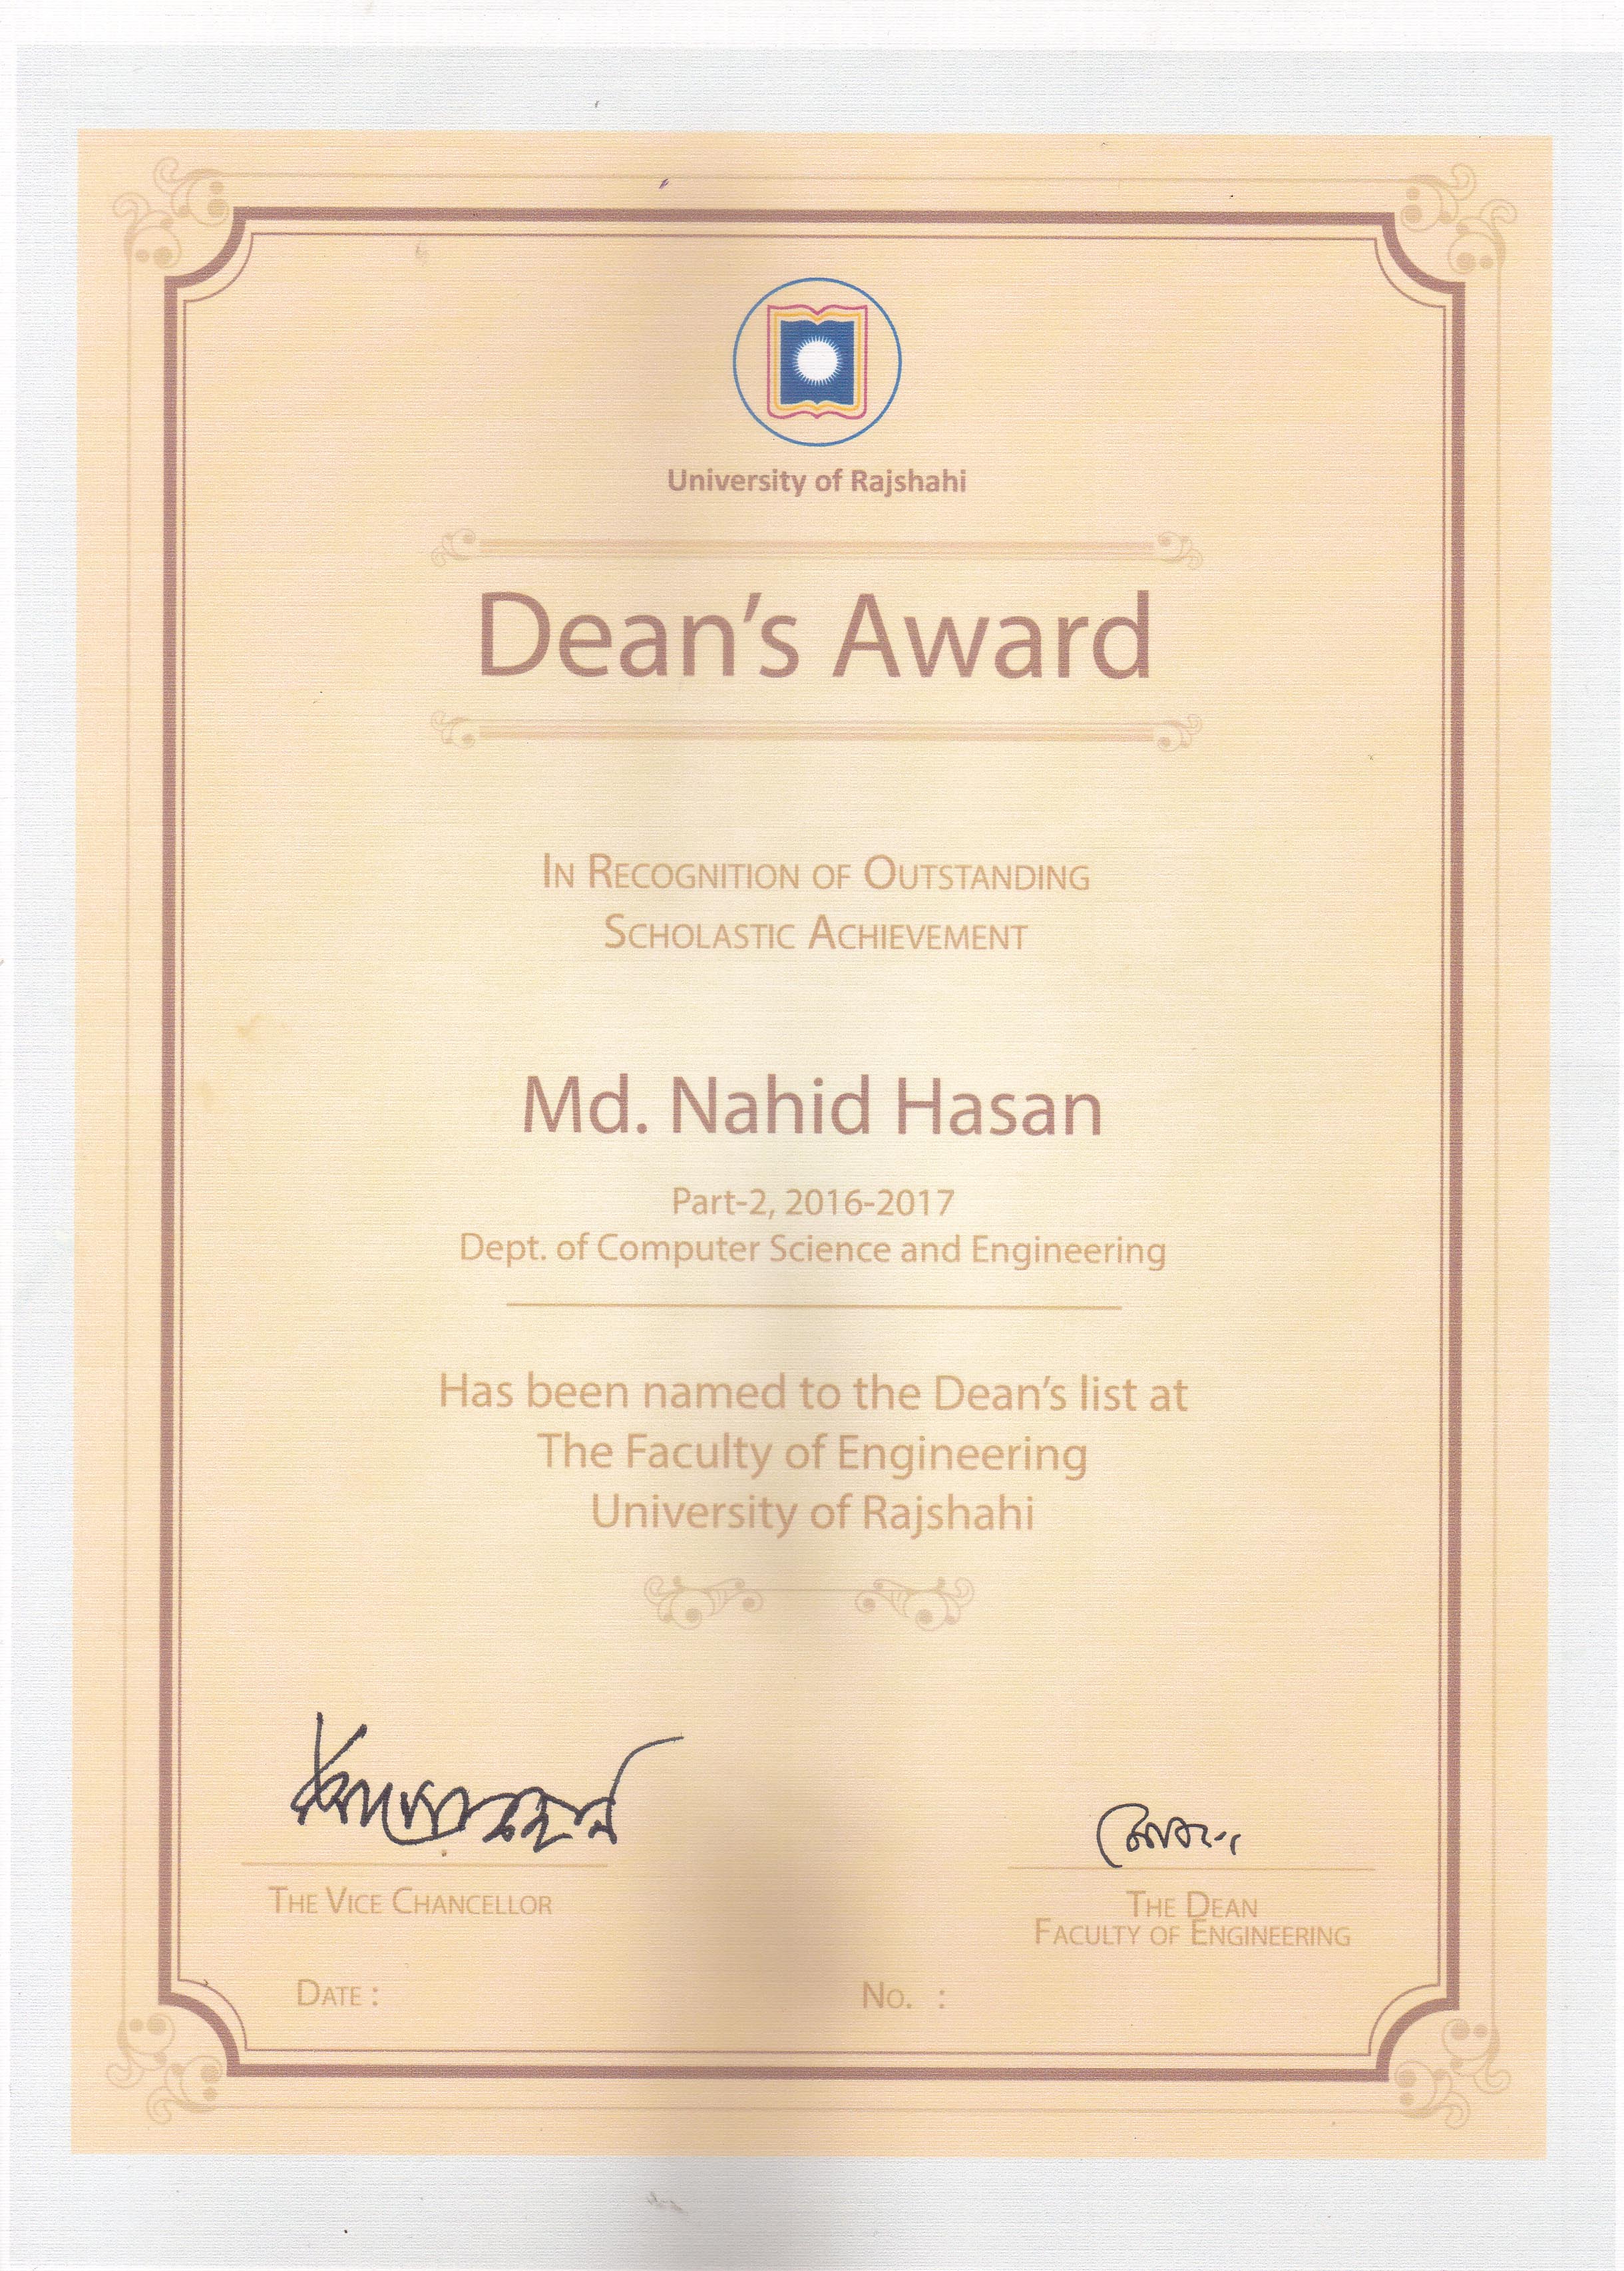 University of Rajshahi
Dean's Award
In Recognition of Outstanding
Scholastic Achievement
Md. Nahid Hasan
Part-2, 2016-2017
Dept. of Computer Science and Engineering
Has been named to the Dean's list at
The Faculty of Engineering
University of Rajshahi
The Vice Chancellor
The Dean
Faculty of Engineering
Date :
No. :